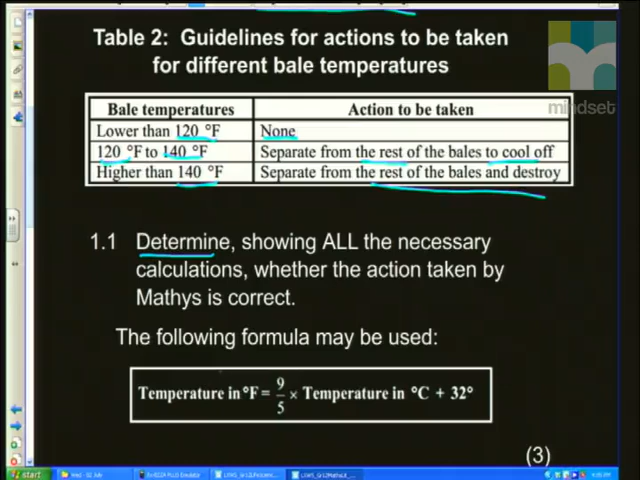 Table 2: Guidelines for actions to be taken
for different bale temperatures
mindset
Bale temperatures Action to be taken
Lower than 120 °F None
120 °F to 140 °F Separate from the rest of the bales to cool off
Higher than 140 °F Separate from the rest of the bales and destroy
1.1 Determine, showing ALL the necessary
calculations, whether the action taken by
Mathys is correct.
The following formula may be used:
Temperature in °F = 9/5 × Temperature in °C + 32°
(3)
start